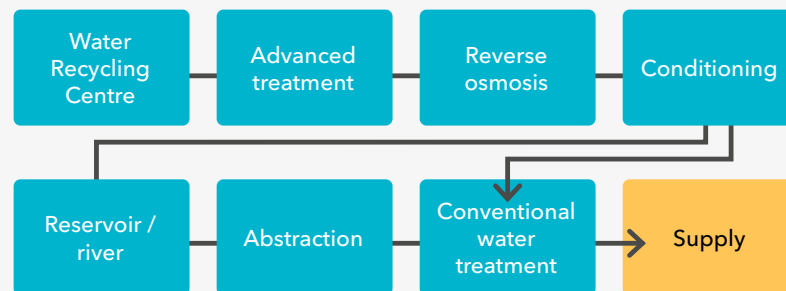 Water
Recycling
Centre
Advanced
treatment
Reverse
osmosis
Conditioning
Reservoir /
river
Abstraction
Conventional
water
treatment
Supply